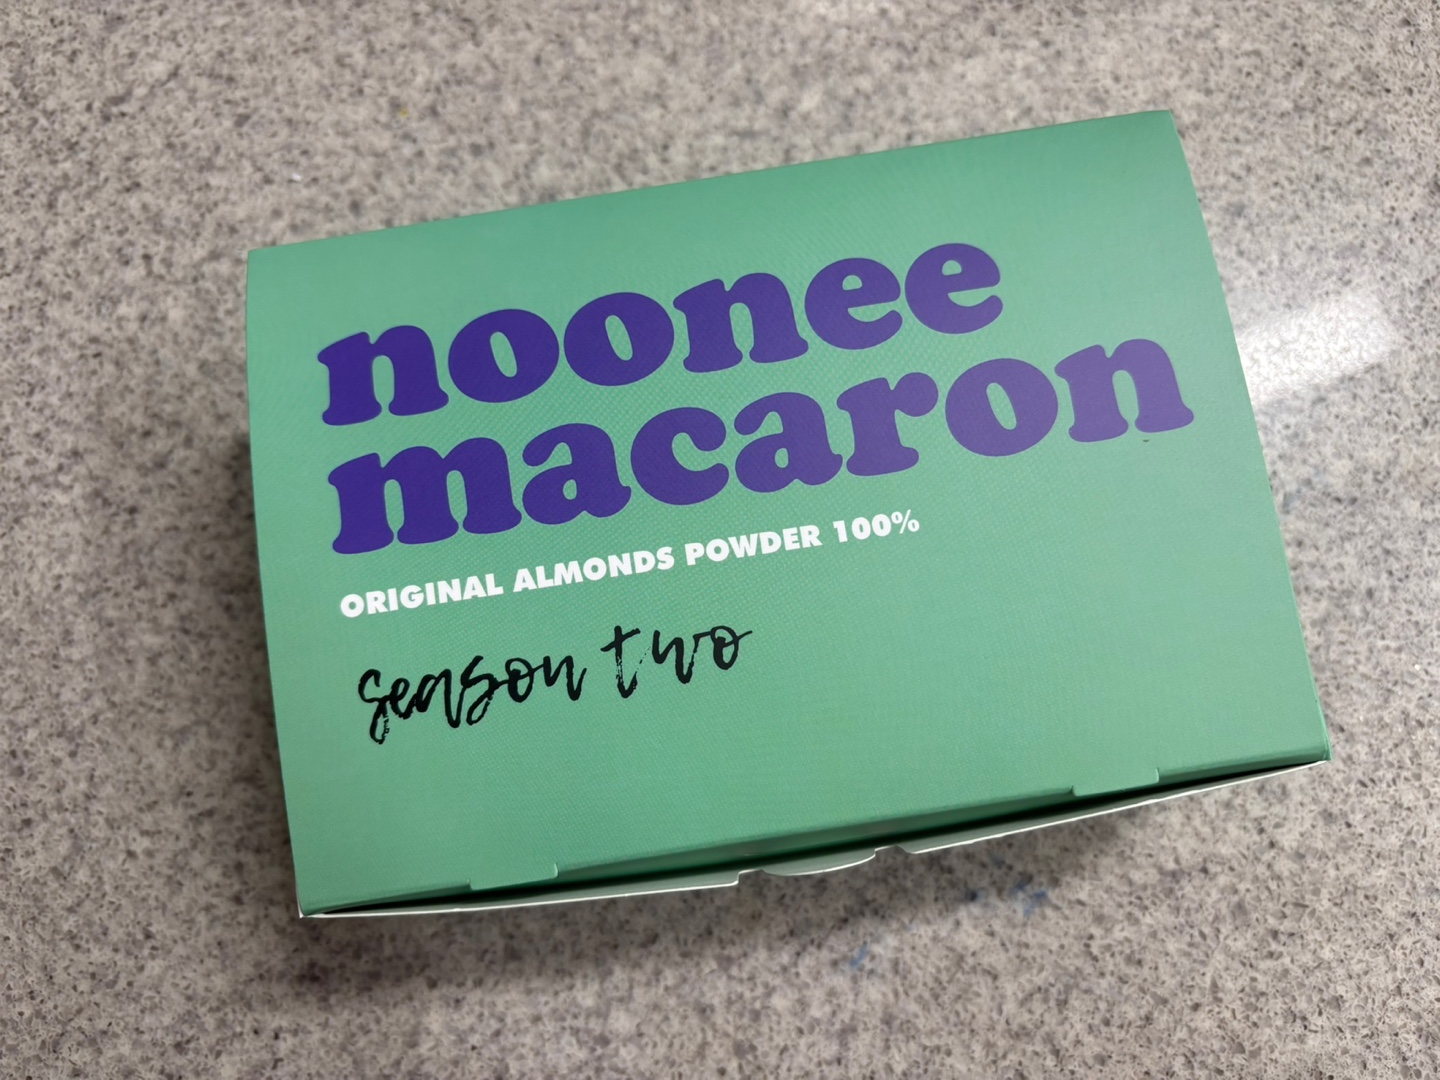 noonee
macaron
ORIGINAL ALMONDS POWDER 100%
season two